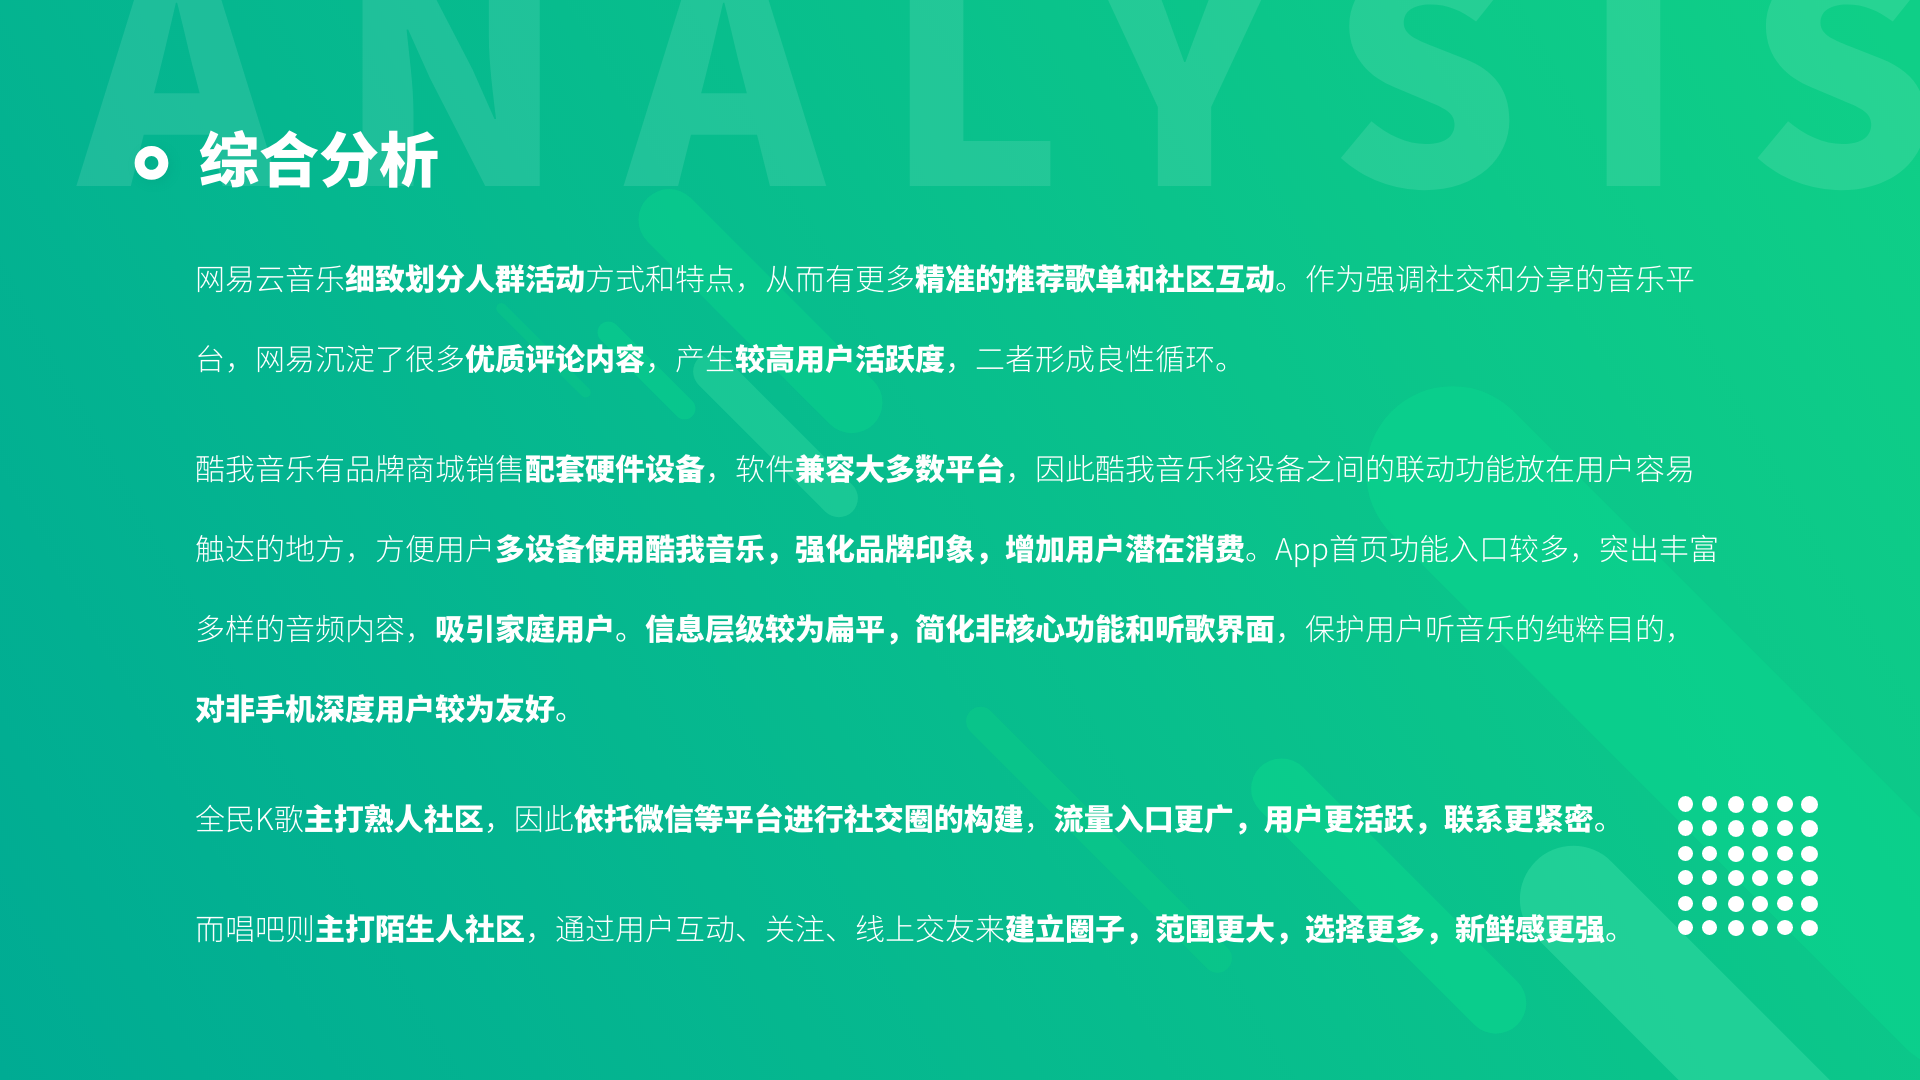 ANALYSIS
综合分析
网易云音乐细致划分人群活动方式和特点，从而有更多精准的推荐歌单和社区互动。作为强调社交和分享的音乐平
台，网易沉淀了很多优质评论内容，产生较高用户活跃度，二者形成良性循环。
酷我音乐有品牌商城销售配套硬件设备，软件兼容大多数平台，因此酷我音乐将设备之间的联动功能放在用户容易
触达的地方，方便用户多设备使用酷我音乐，强化品牌印象，增加用户潜在消费。App首页功能入口较多，突出丰富
多样的音频内容，吸引家庭用户。信息层级较为扁平，简化非核心功能和听歌界面，保护用户听音乐的纯粹目的，
对非手机深度用户较为友好。
全民K歌主打熟人社区，因此依托微信等平台进行社交圈的构建，流量入口更广，用户更活跃，联系更紧密。
而唱吧则主打陌生人社区，通过用户互动、关注、线上交友来建立圈子，范围更大，选择更多，新鲜感更强。